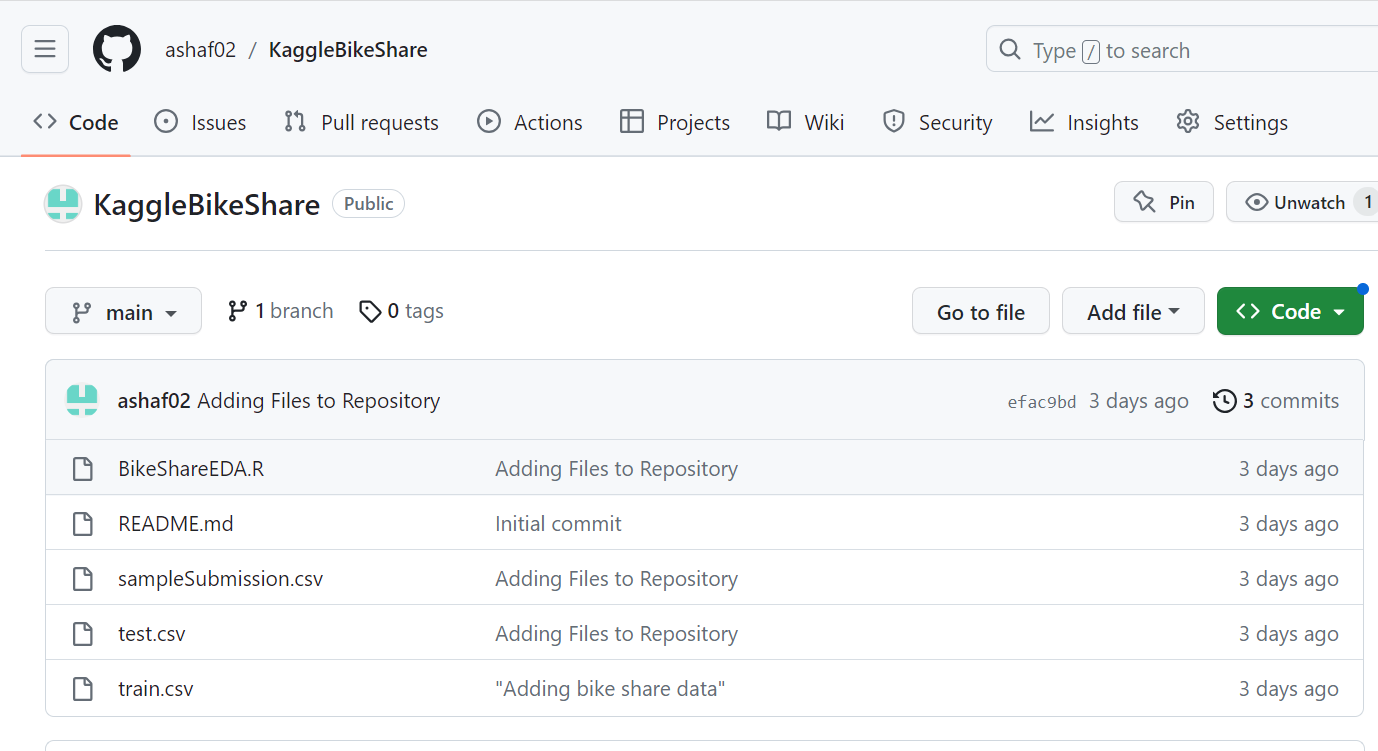 ashaf02 / KaggleBikeShare
Type / to search
Code Issues Pull requests Actions Projects Wiki Security Insights Settings
KaggleBikeShare Public Pin Unwatch 1
main 1 branch 0 tags Go to file Add file Code
ashaf02 Adding Files to Repository efac9bd 3 days ago 3 commits
BikeShareEDA.R Adding Files to Repository 3 days ago
README.md Initial commit 3 days ago
sampleSubmission.csv Adding Files to Repository 3 days ago
test.csv Adding Files to Repository 3 days ago
train.csv "Adding bike share data" 3 days ago